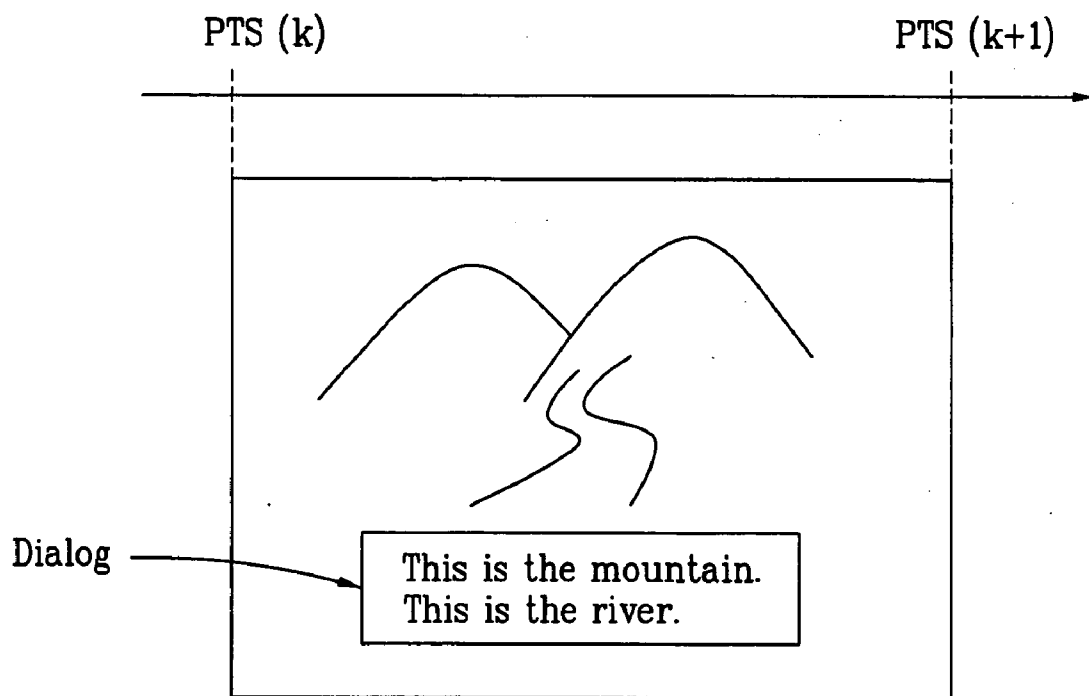 PTS (k)
PTS (k+1)
Dialog
This is the mountain.
This is the river.